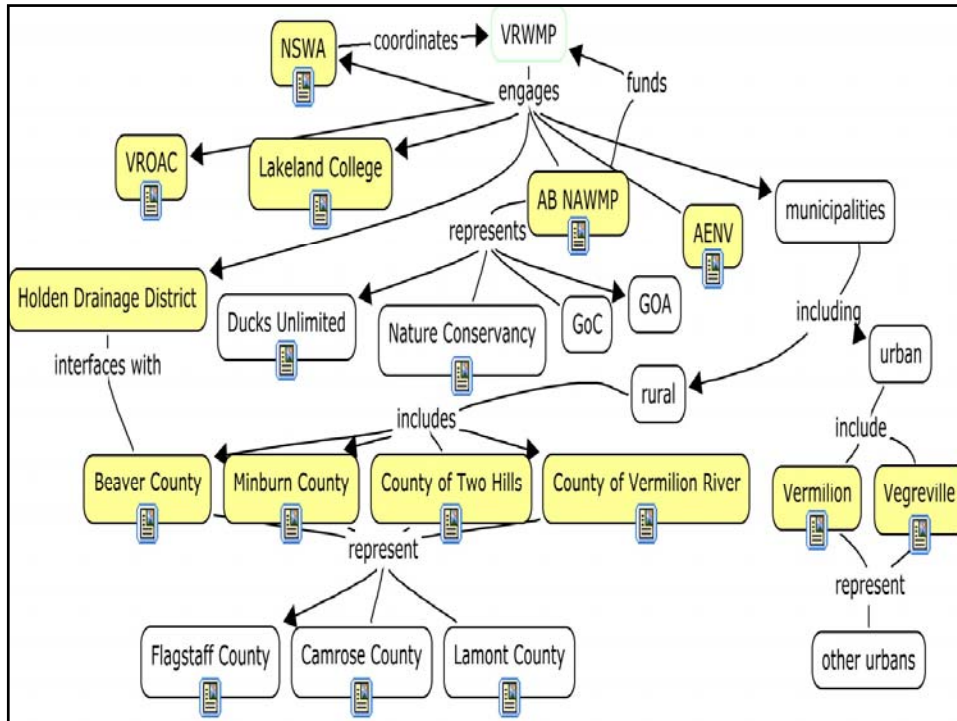 NSWA
coordinates
VRWMP
engages
funds
VROAC
Lakeland College
AB NAWMP
AENV
municipalities
represents
Holden Drainage District
Ducks Unlimited
Nature Conservancy
GoC
GOA
including
interfaces with
rural
urban
includes
include
Beaver County
Minburn County
County of Two Hills
County of Vermilion River
Vermilion
Vegreville
represent
represent
Flagstaff County
Camrose County
Lamont County
other urbans